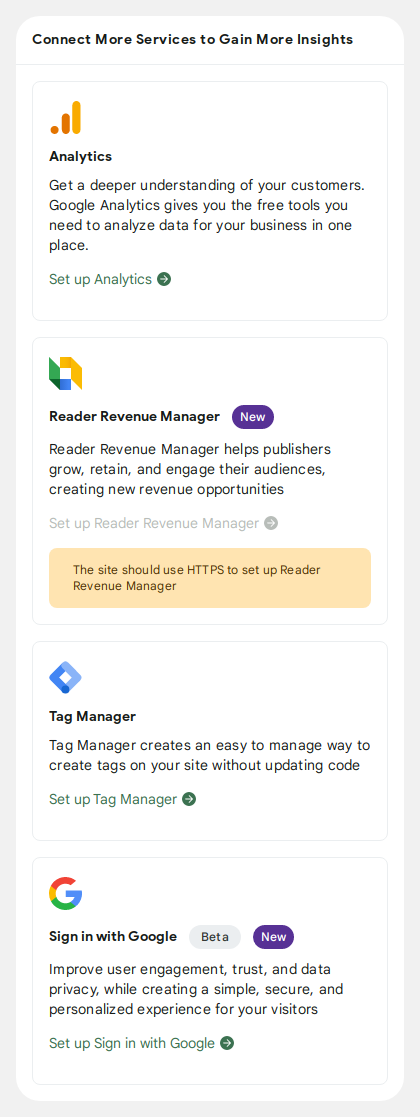 Connect More Services to Gain More Insights
Analytics
Get a deeper understanding of your customers.
Google Analytics gives you the free tools you
need to analyze data for your business in one
place.
Set up Analytics
Reader Revenue Manager New
Reader Revenue Manager helps publishers
grow, retain, and engage their audiences,
creating new revenue opportunities
Set up Reader Revenue Manager
The site should use HTTPS to set up Reader
Revenue Manager
Tag Manager
Tag Manager creates an easy to manage way to
create tags on your site without updating code
Set up Tag Manager
Sign in with Google Beta New
Improve user engagement, trust, and data
privacy, while creating a simple, secure, and
personalized experience for your visitors
Set up Sign in with Google